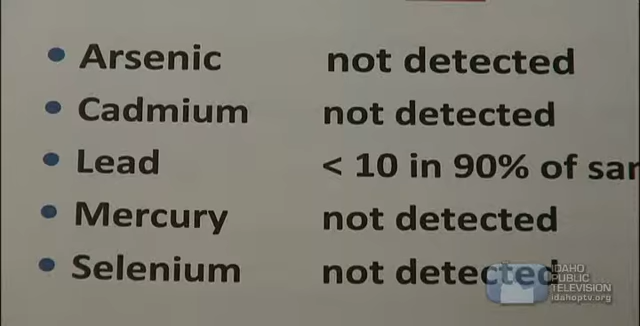 Arsenic not detected
Cadmium not detected
Lead < 10 in 90% of
Mercury not detected
Selenium not detected
IDAHO
PUBLIC
TELEVISION
idahoptv.org